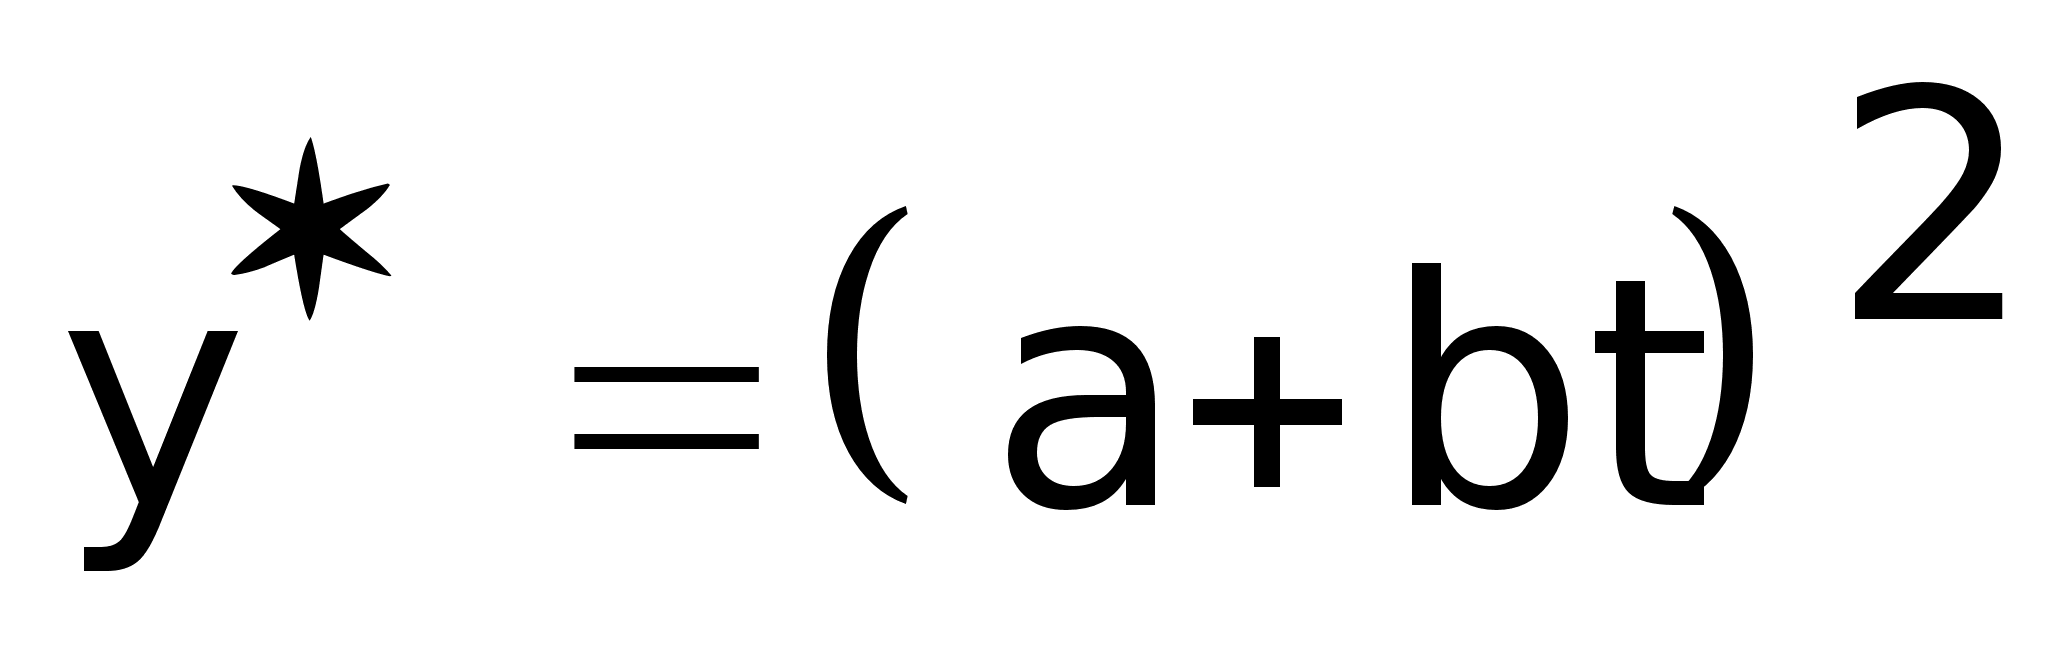 y* = (a+bt)²